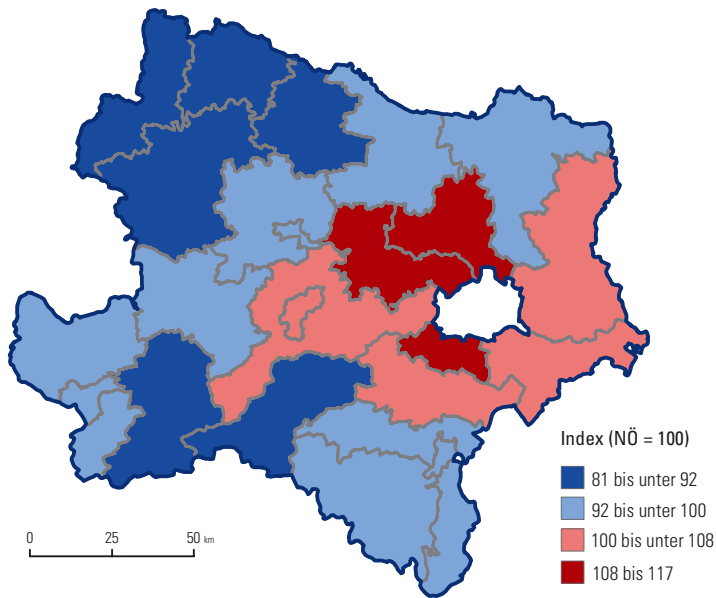 Index (NÖ = 100)
81 bis unter 92
92 bis unter 100
100 bis unter 108
108 bis 117
0 25 50 km